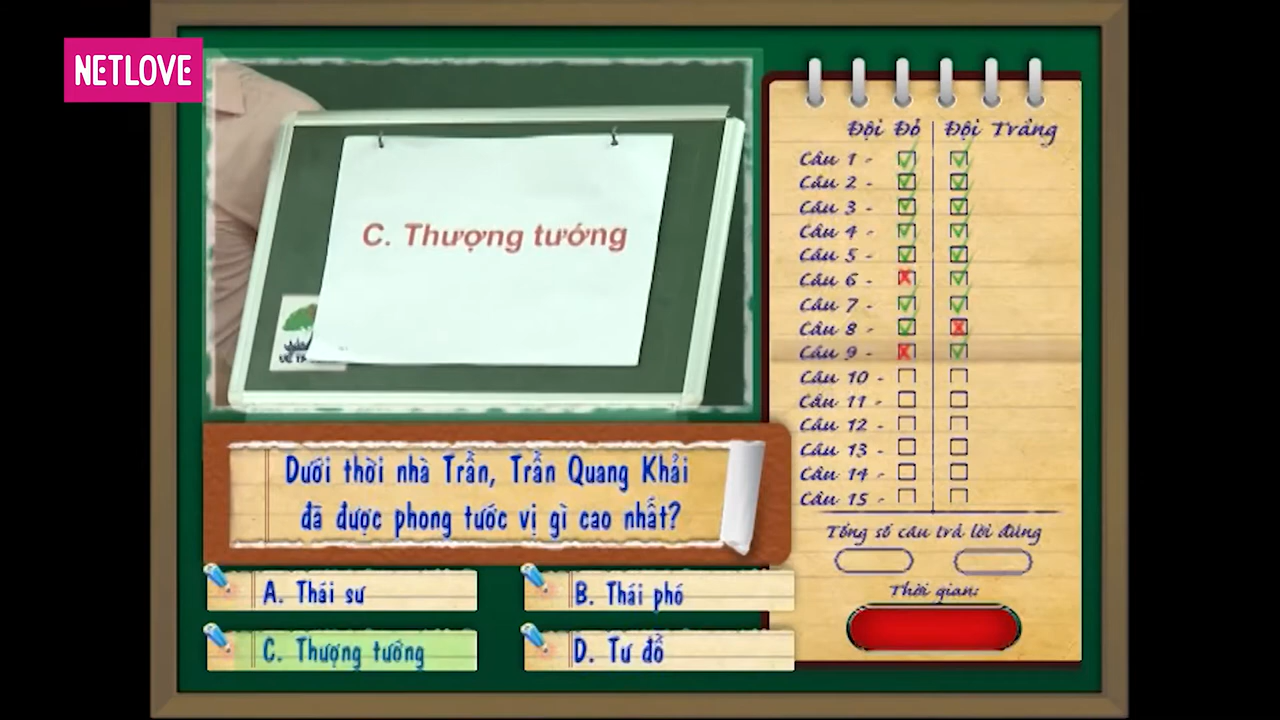 NETLOVE
C. Thượng tướng
Đội Đỏ Đội Trắng
Câu 1 -
Câu 2 -
Câu 3 -
Câu 4 -
Câu 5 -
Câu 6 -
Câu 7 -
Câu 8 -
Câu 9 -
Câu 10 -
Câu 11 -
Câu 12 -
Câu 13 -
Câu 14 -
Câu 15 -
Tổng số câu trả lời đúng
Thời gian:
Dưới thời nhà Trần, Trần Quang Khải
đã được phong tước vị gì cao nhất?
A. Thái sư
B. Thái phó
C. Thượng tướng
D. Tư đồ